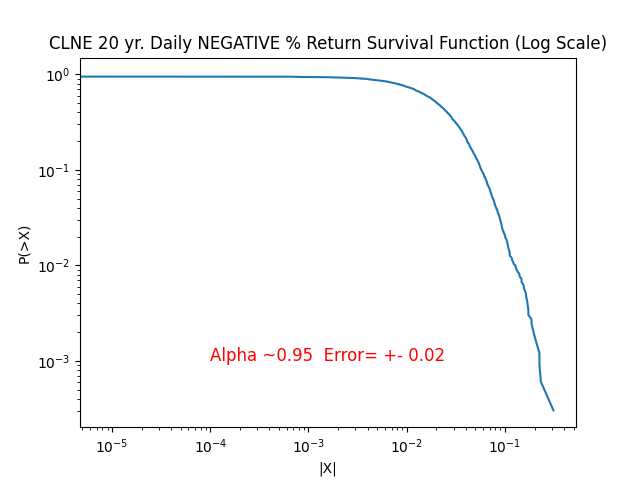 CLNE 20 yr. Daily NEGATIVE % Return Survival Function (Log Scale)
P(>X)
10⁰
10⁻¹
10⁻²
10⁻³
Alpha ~0.95  Error= +- 0.02
10⁻⁵ 10⁻⁴ 10⁻³ 10⁻² 10⁻¹
|X|